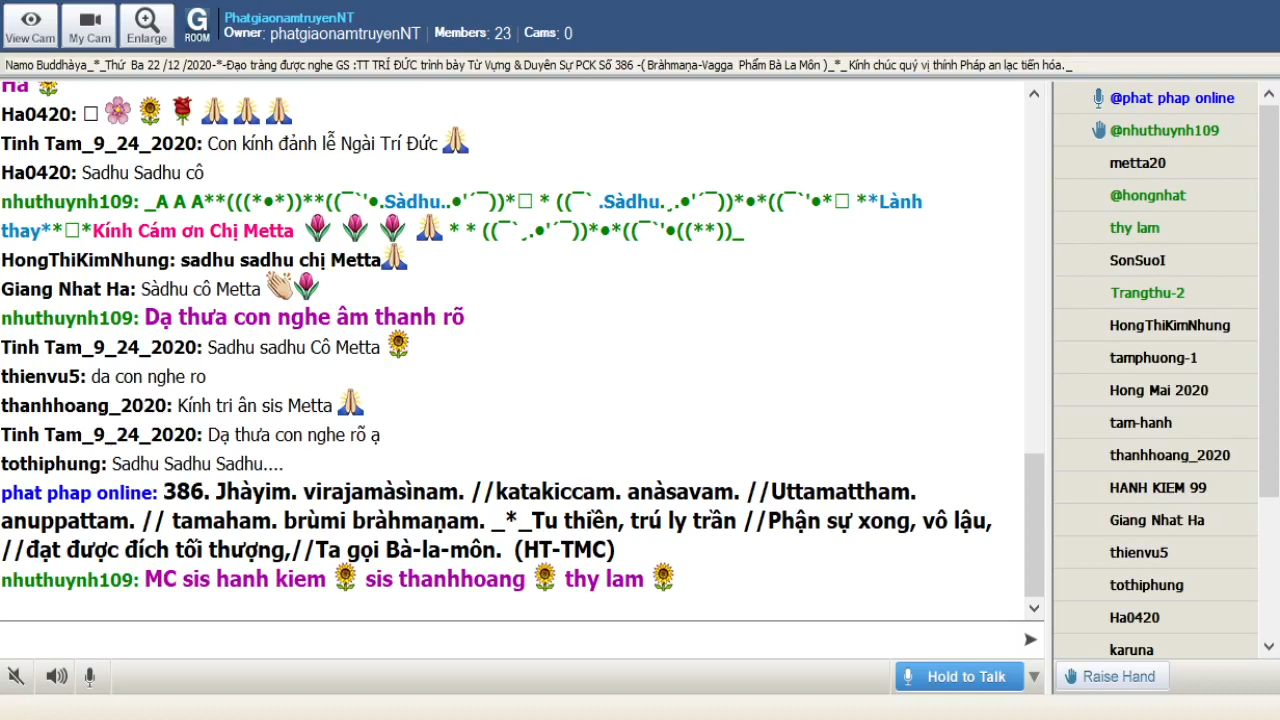 View Cam
My Cam
Enlarge
G ROOM
PhatgiaonamtruyenNT
Owner: phatgiaonamtruyenNT | Members: 23 | Cams: 0
Namo Buddhàya_*_Thứ Ba 22 /12 /2020-*-Đạo tràng được nghe GS :TT TRÍ ĐỨC trình bày Từ Vựng & Duyên Sự PCK Số 386 -( Bràhmaṇa-Vagga Phẩm Bà La Môn )_*_ Kính chúc quý vị thính Pháp an lạc tiến hóa._
Hà 🌻
Ha0420: □ 🌸 🌻 🌹 🙏 🙏 🙏
Tinh Tam_9_24_2020: Con kính đảnh lễ Ngài Trí Đức 🙏
Ha0420: Sadhu Sadhu cô
nhuthuynh109: _A A A**(((*●*))**((¯`'●.Sàdhu..●'´¯))*□ * ((¯` .Sàdhu.¸.●'´¯))*●*((¯`'●*□ **Lành
thay**□*Kính Cám ơn Chị Metta 🌷 🌷 🌷 🙏 * * ((¯`¸.●'´¯))*●*((¯`'●((**))_
HongThiKimNhung: sadhu sadhu chị Metta🙏
Giang Nhat Ha: Sàdhu cô Metta 👏🌷
nhuthuynh109: Dạ thưa con nghe âm thanh rõ
Tinh Tam_9_24_2020: Sadhu sadhu Cô Metta 🌻
thienvu5: da con nghe ro
thanhhoang_2020: Kính tri ân sis Metta 🙏
Tinh Tam_9_24_2020: Dạ thưa con nghe rõ ạ
tothiphung: Sadhu Sadhu Sadhu....
phat phap online: 386. Jhàyim. virajamàsìnam. //katakiccam. anàsavam. //Uttamattham.
anuppattam. // tamaham. brùmi bràhmaṇam. _*_Tu thiền, trú ly trần //Phận sự xong, vô lậu,
//đạt được đích tối thượng,//Ta gọi Bà-la-môn. (HT-TMC)
nhuthuynh109: MC sis hanh kiem 🌻 sis thanhhoang 🌻 thy lam 🌻
Hold to Talk
@phat phap online
@nhuthuynh109
metta20
@hongnhat
thy lam
SonSuoI
Trangthu-2
HongThiKimNhung
tamphuong-1
Hong Mai 2020
tam-hanh
thanhhoang_2020
HANH KIEM 99
Giang Nhat Ha
thienvu5
tothiphung
Ha0420
karuna
Raise Hand